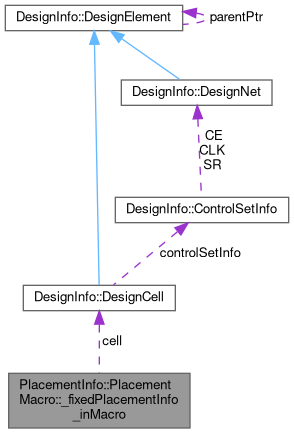 DesignInfo::DesignElement
parentPtr
DesignInfo::DesignNet
CE
CLK
SR
DesignInfo::ControlSetInfo
controlSetInfo
DesignInfo::DesignCell
cell
PlacementInfo::Placement
Macro::_fixedPlacementInfo
_inMacro